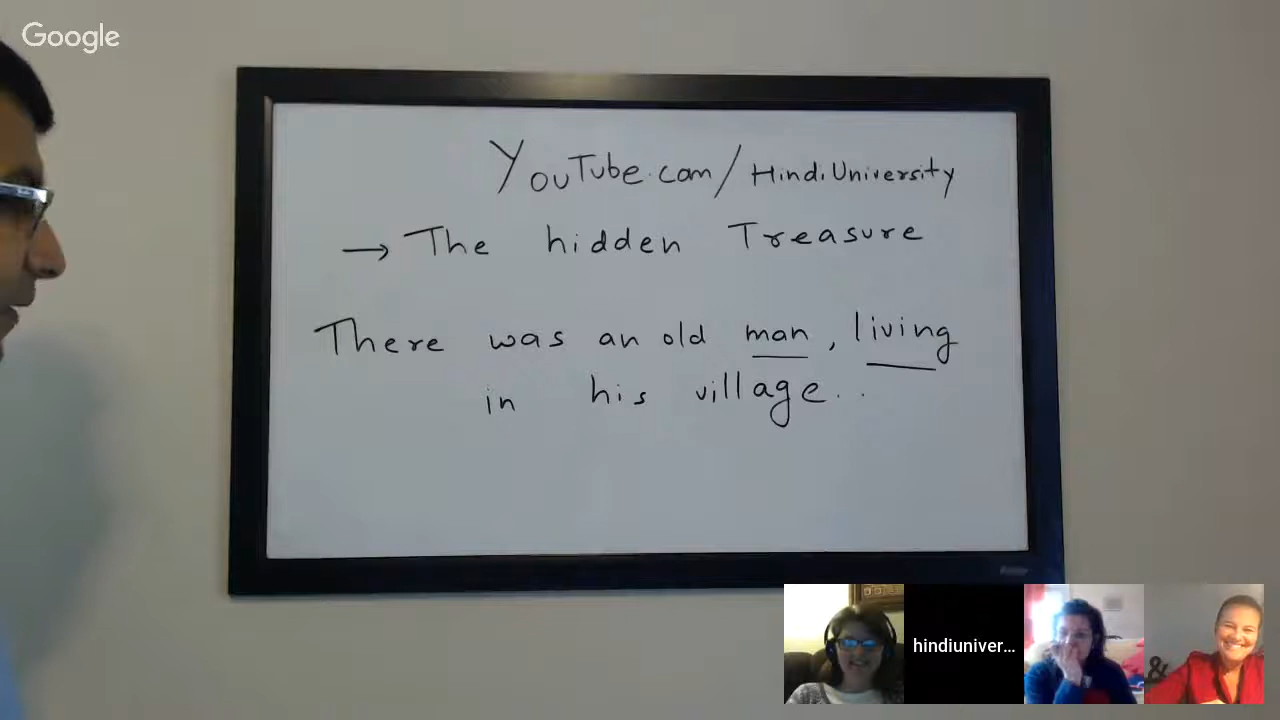 Google
YouTube.com/HindiUniversity
→ The hidden Treasure
There was an old man, living
in his village..
hindiuniver...